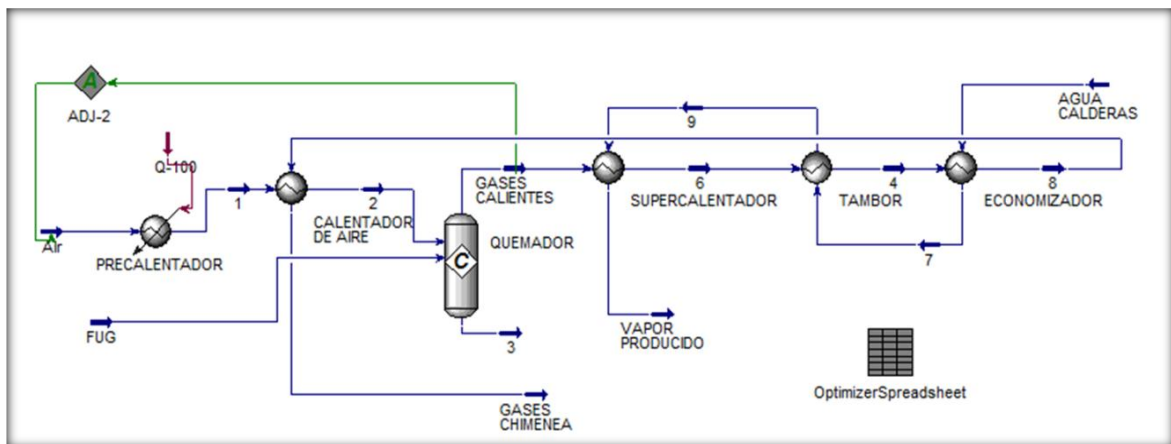 A
ADJ-2
Q-100
Air
PRECALENTADOR
1
2
CALENTADOR
DE AIRE
FUG
C
QUEMADOR
3
GASES
CALIENTES
GASES
CHIMENEA
9
6
SUPERCALENTADOR
VAPOR
PRODUCIDO
4
TAMBOR
7
AGUA
CALDERAS
8
ECONOMIZADOR
OptimizerSpreadsheet